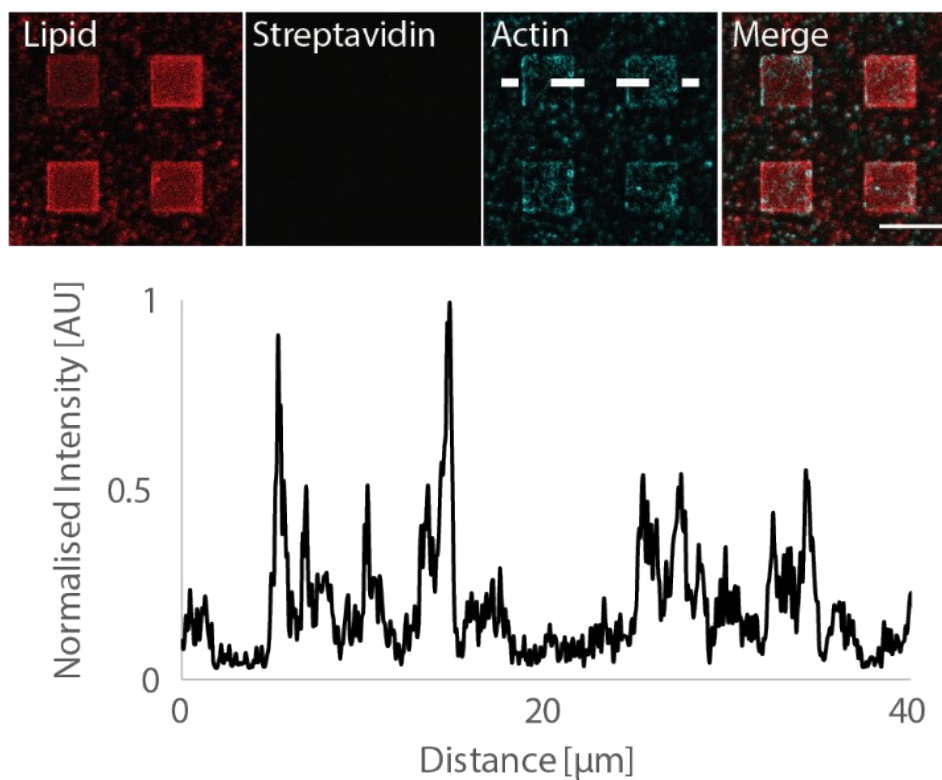 Lipid
Streptavidin
Actin
Merge
Normalised Intensity [AU]
1
0.5
0
0
20
40
Distance [μm]